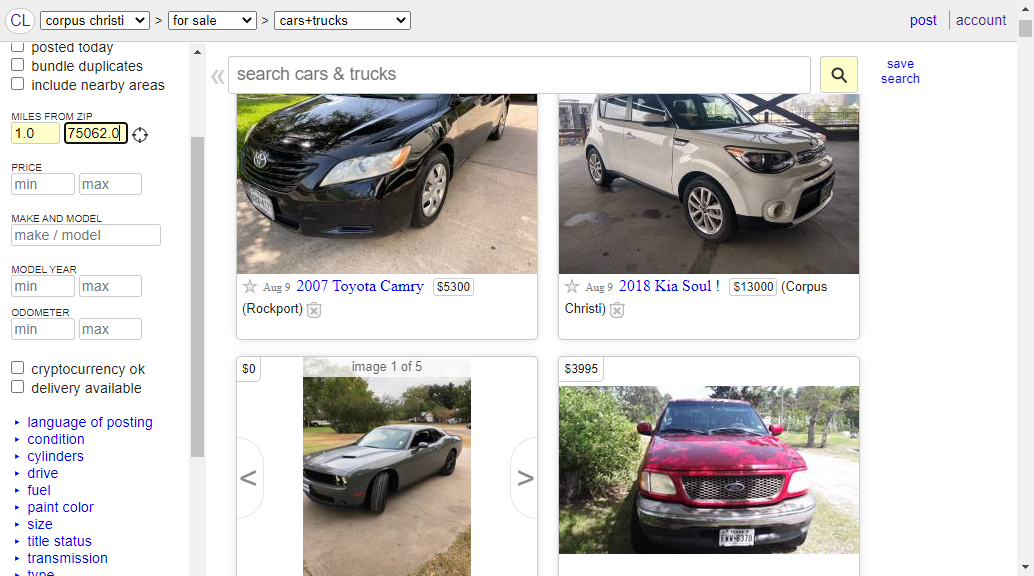 CL corpus christi > for sale > cars+trucks post account
posted today
bundle duplicates
include nearby areas
MILES FROM ZIP
1.0 75062.0
PRICE
min max
MAKE AND MODEL
make / model
MODEL YEAR
min max
ODOMETER
min max
cryptocurrency ok
delivery available
language of posting
condition
cylinders
drive
fuel
paint color
size
title status
transmission
type
« search cars & trucks
save
search
Aug 9 2007 Toyota Camry $5300
(Rockport)
Aug 9 2018 Kia Soul ! $13000 (Corpus
Christi)
$0 image 1 of 5
< >
$3995